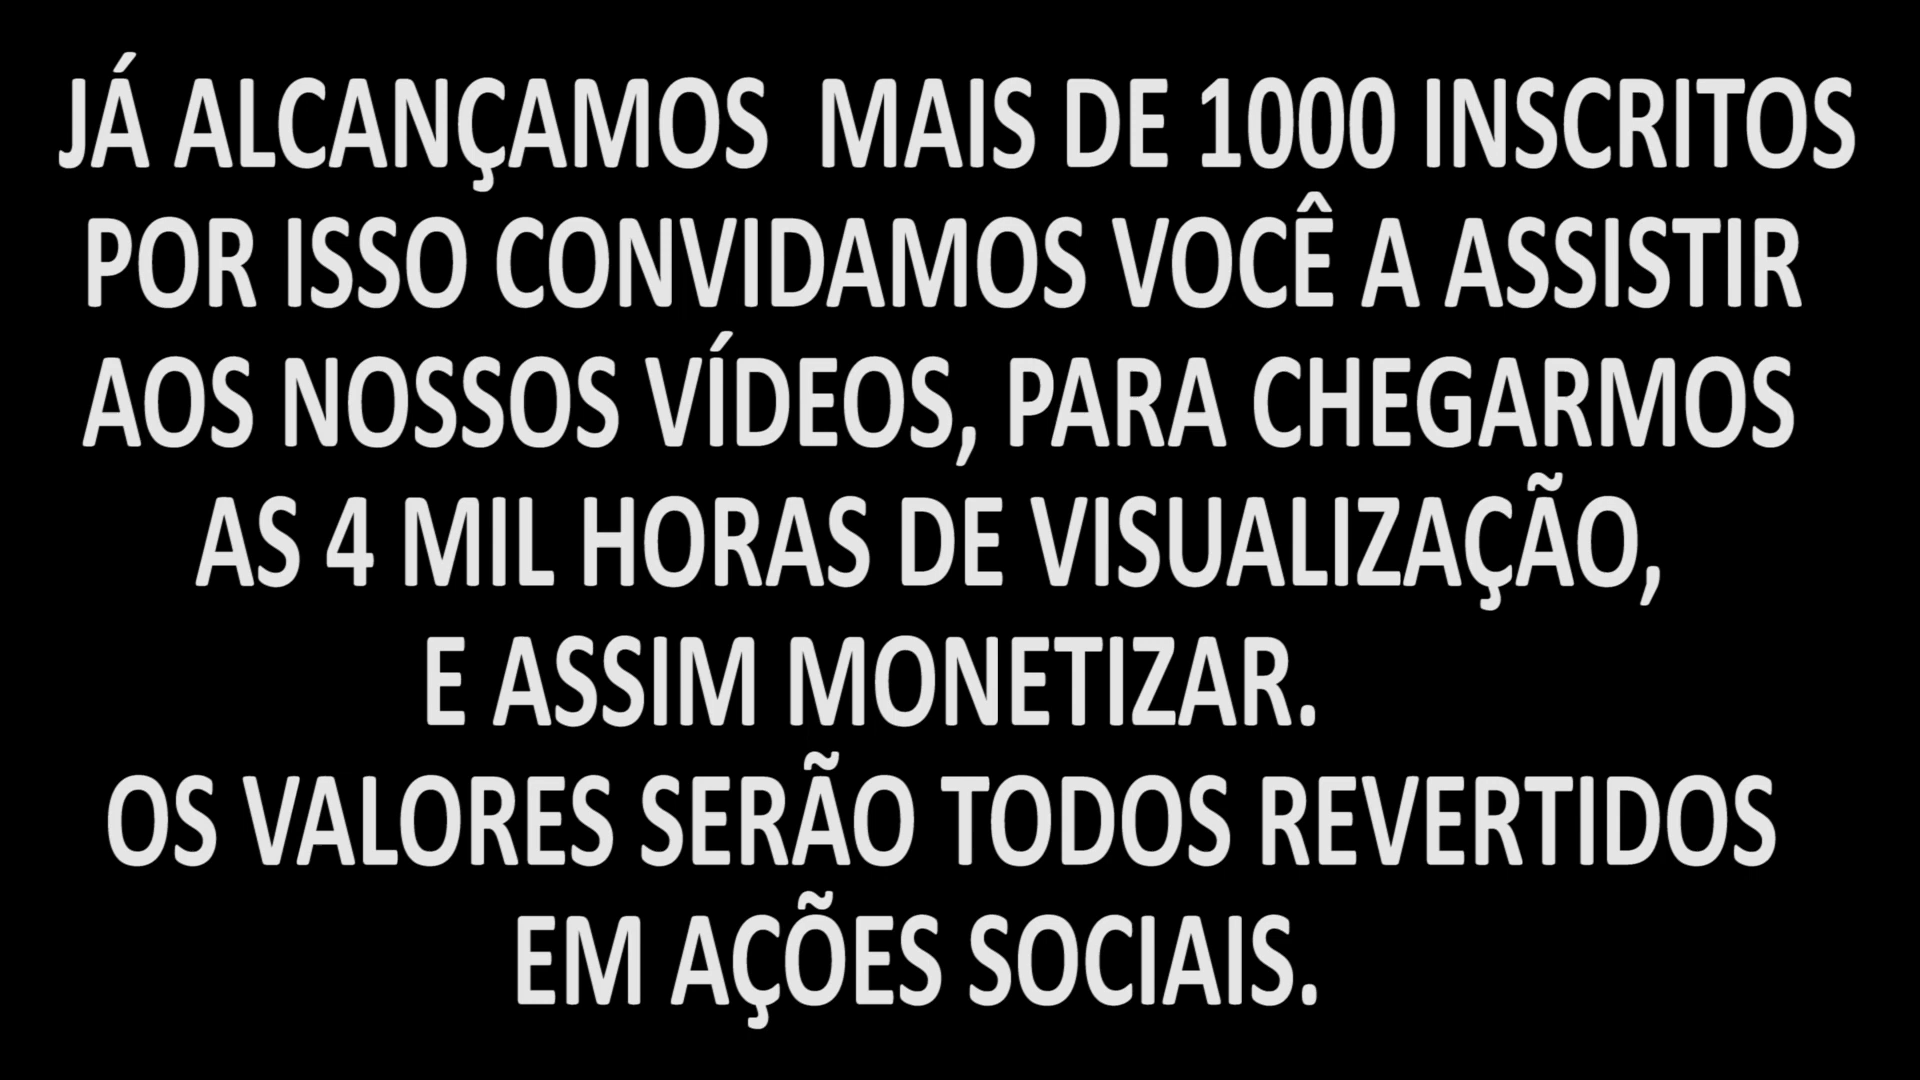 JÁ ALCANÇAMOS  MAIS DE 1000 INSCRITOS
POR ISSO CONVIDAMOS VOCÊ A ASSISTIR
AOS NOSSOS VÍDEOS, PARA CHEGARMOS
AS 4 MIL HORAS DE VISUALIZAÇÃO,
E ASSIM MONETIZAR.
OS VALORES SERÃO TODOS REVERTIDOS
EM AÇÕES SOCIAIS.